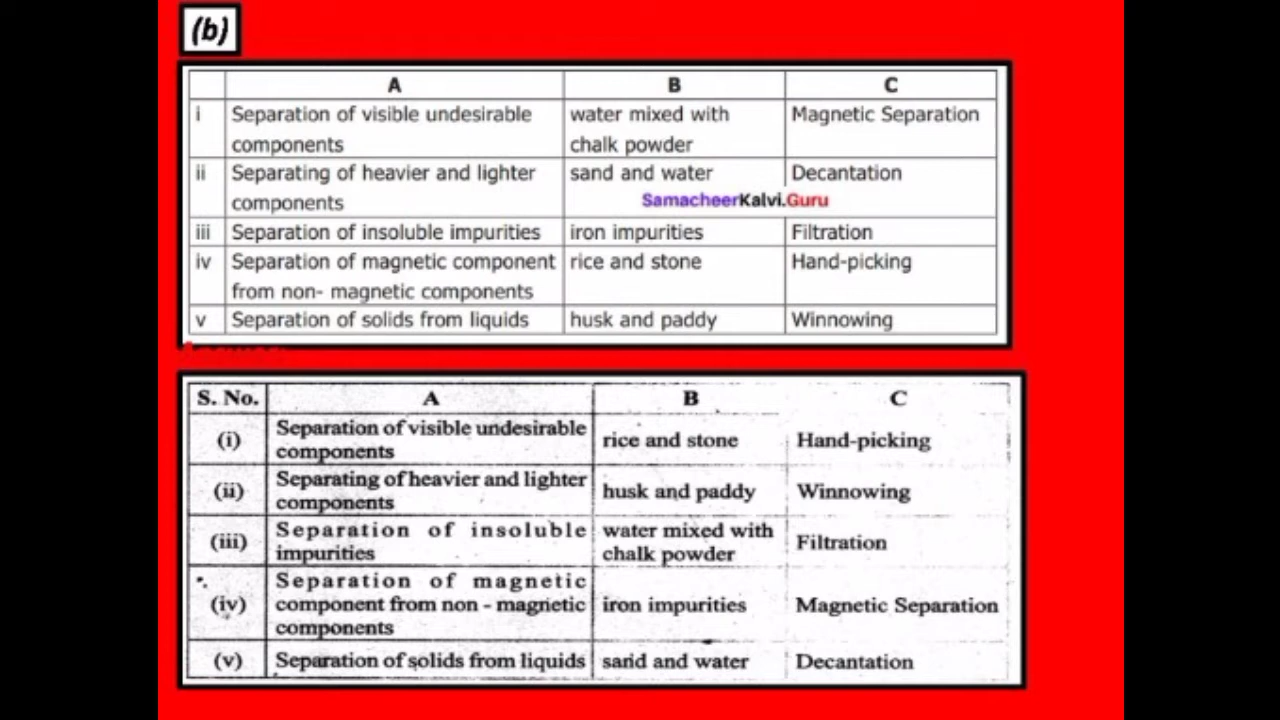 (b)
A B C
i Separation of visible undesirable water mixed with Magnetic Separation
components chalk powder
ii Separating of heavier and lighter sand and water Decantation
components SamacheerKalvi.Guru
iii Separation of insoluble impurities iron impurities Filtration
iv Separation of magnetic component rice and stone Hand-picking
from non- magnetic components
v Separation of solids from liquids husk and paddy Winnowing
S. No. A B C
(i) Separation of visible undesirable rice and stone Hand-picking
components
(ii) Separating of heavier and lighter husk and paddy Winnowing
components
(iii) Separation of insoluble water mixed with Filtration
impurities chalk powder
Separation of magnetic
(iv) component from non - magnetic iron impurities Magnetic Separation
components
(v) Separation of solids from liquids sand and water Decantation